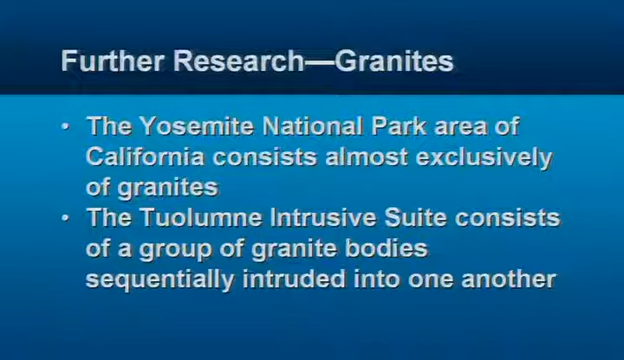 Further Research—Granites
• The Yosemite National Park area of
California consists almost exclusively
of granites
• The Tuolumne Intrusive Suite consists
of a group of granite bodies
sequentially intruded into one another